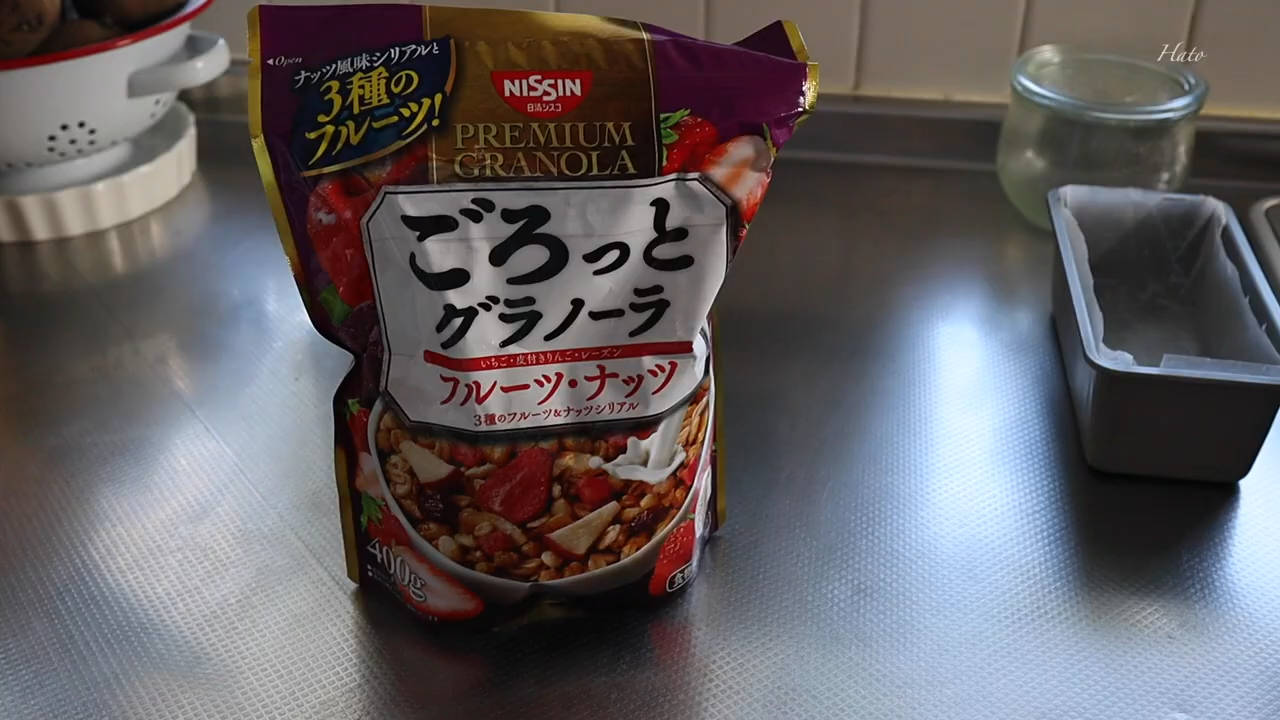 Hato
Open
ナッツ風味シリアルと
3種の
フルーツ!
NISSIN
日清シスコ
PREMIUM
GRANOLA
ごろっと
グラノーラ
いちご・皮付きりんご・レーズン
フルーツ・ナッツ
3種のフルーツ&ナッツシリアル
400g